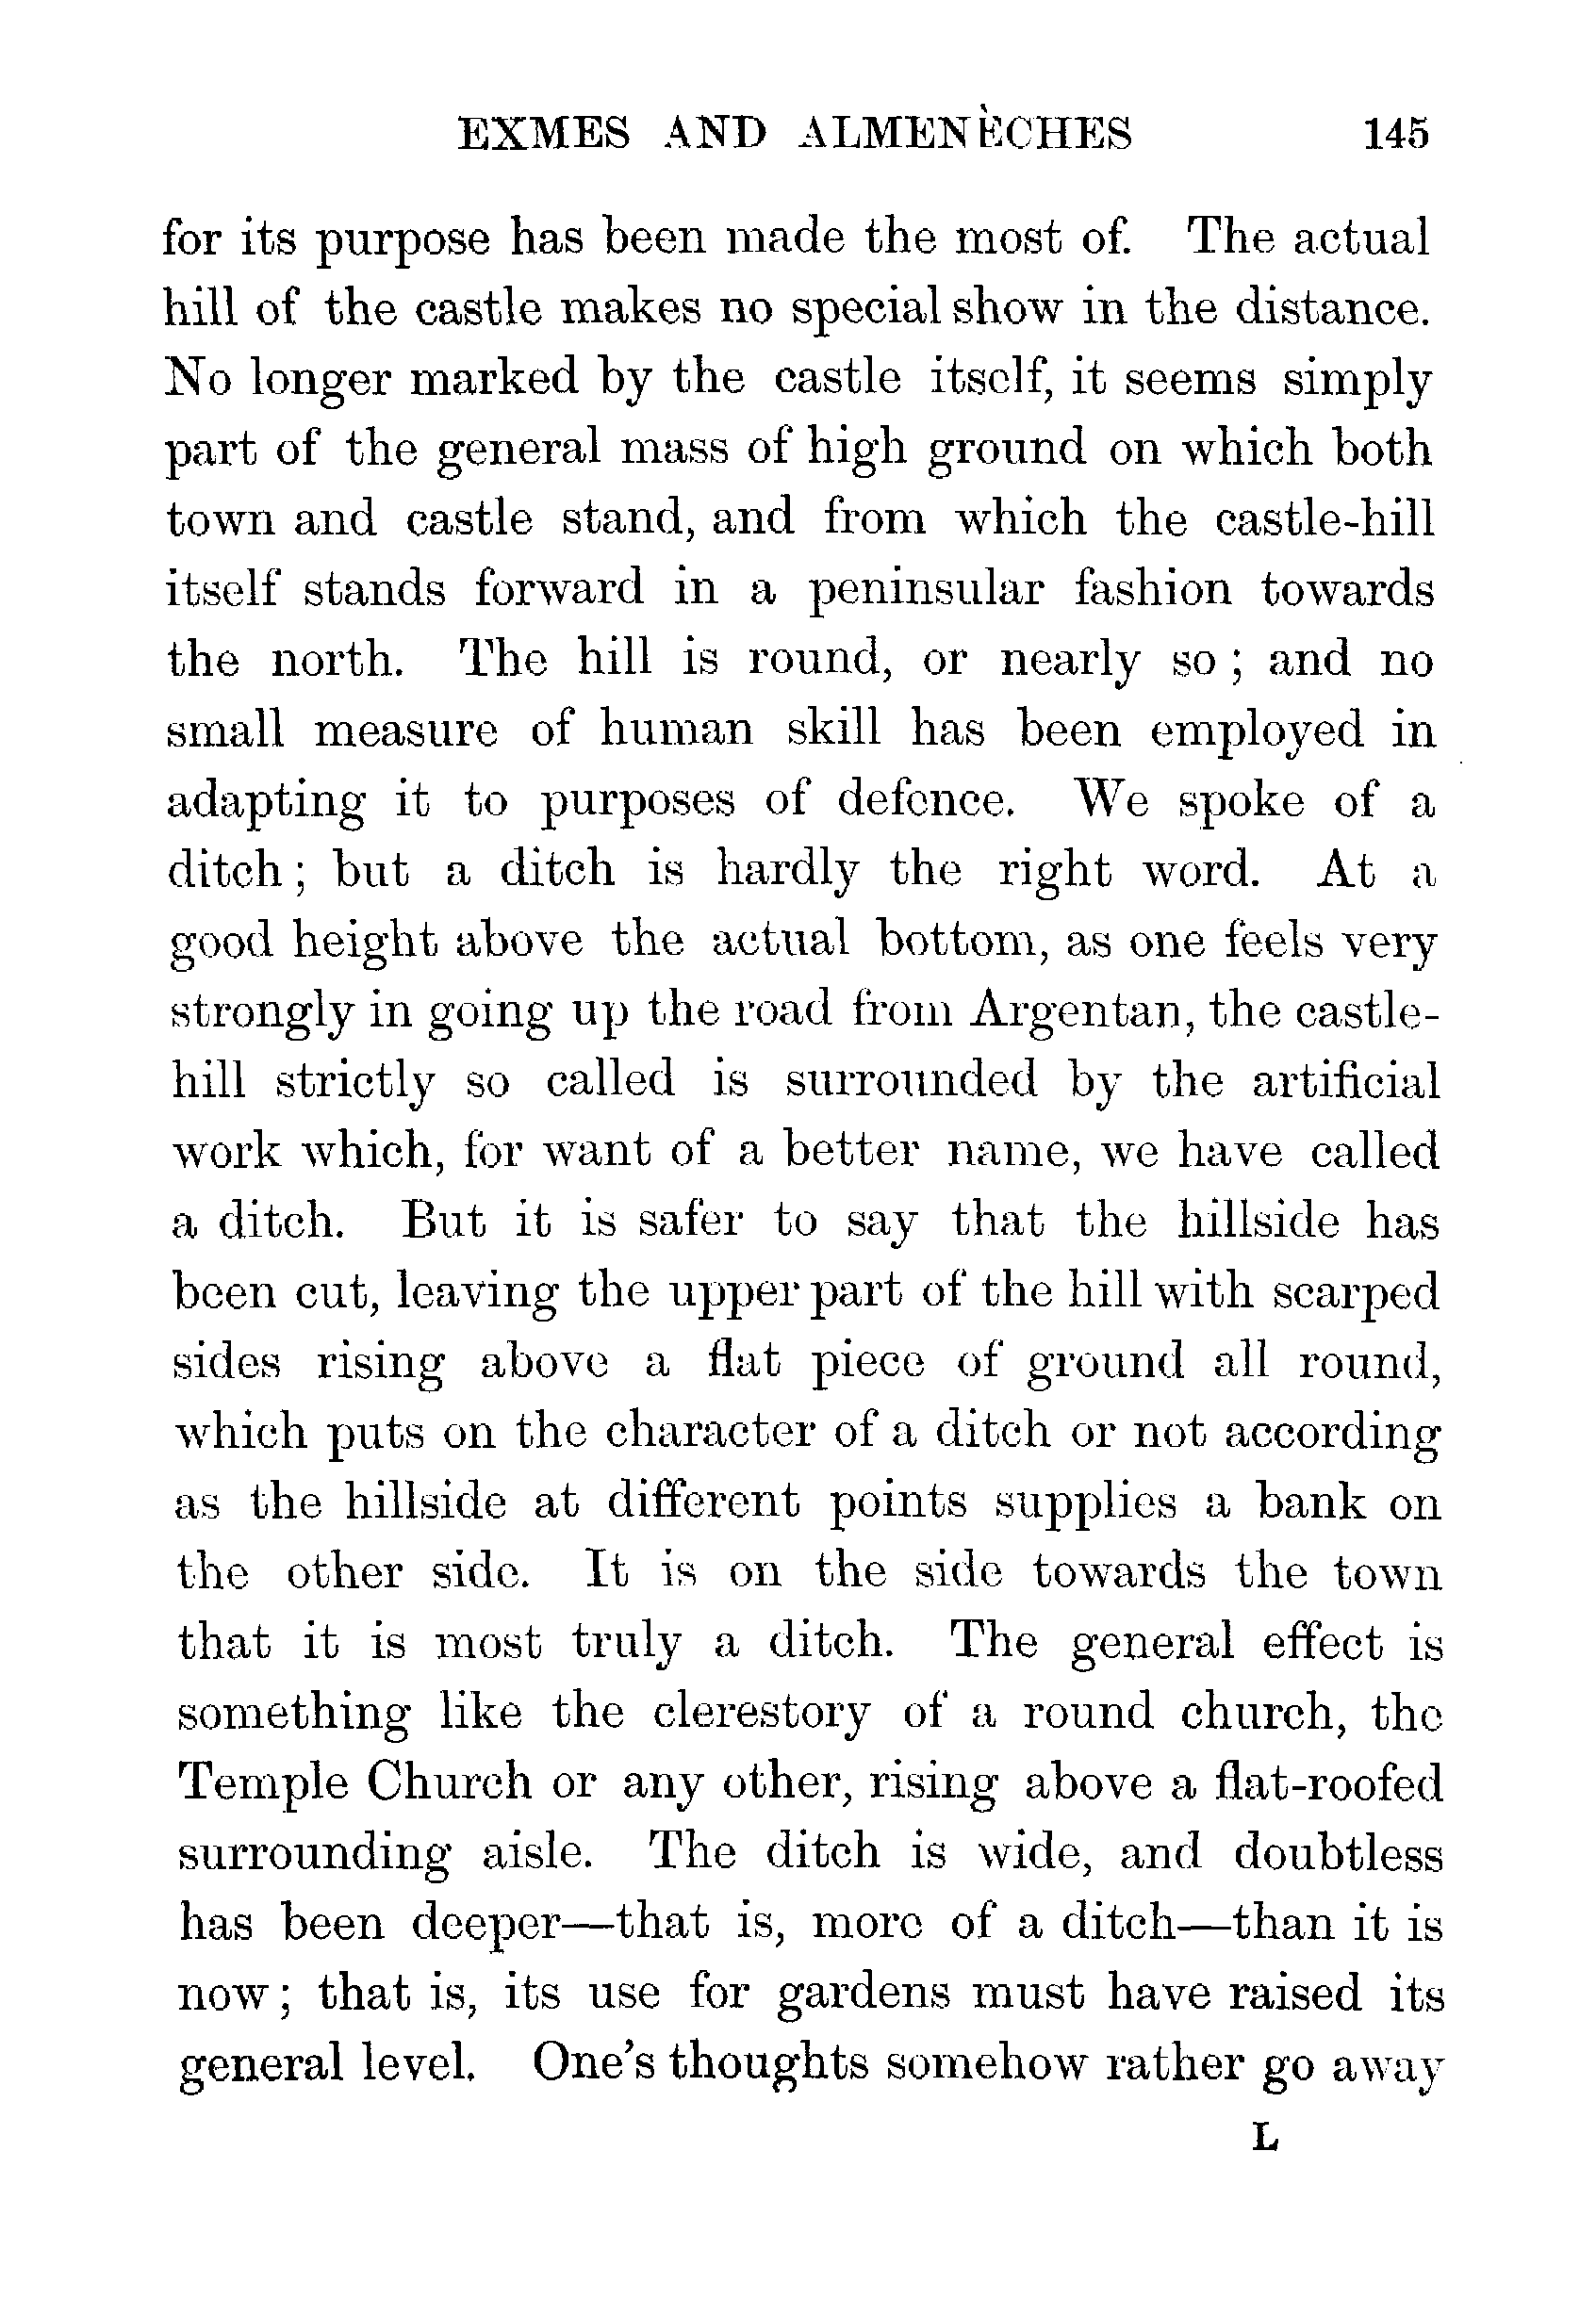 EXMES AND ALMENÈCHES 145
for its purpose has been made the most of. The actual
hill of the castle makes no special show in the distance.
No longer marked by the castle itself, it seems simply
part of the general mass of high ground on which both
town and castle stand, and from which the castle-hill
itself stands forward in a peninsular fashion towards
the north. The hill is round, or nearly so; and no
small measure of human skill has been employed in
adapting it to purposes of defence. We spoke of a
ditch; but a ditch is hardly the right word. At a
good height above the actual bottom, as one feels very
strongly in going up the road from Argentan, the castle-
hill strictly so called is surrounded by the artificial
work which, for want of a better name, we have called
a ditch. But it is safer to say that the hillside has
been cut, leaving the upper part of the hill with scarped
sides rising above a flat piece of ground all round,
which puts on the character of a ditch or not according
as the hillside at different points supplies a bank on
the other side. It is on the side towards the town
that it is most truly a ditch. The general effect is
something like the clerestory of a round church, the
Temple Church or any other, rising above a flat-roofed
surrounding aisle. The ditch is wide, and doubtless
has been deeper—that is, more of a ditch—than it is
now; that is, its use for gardens must have raised its
general level. One's thoughts somehow rather go away
L